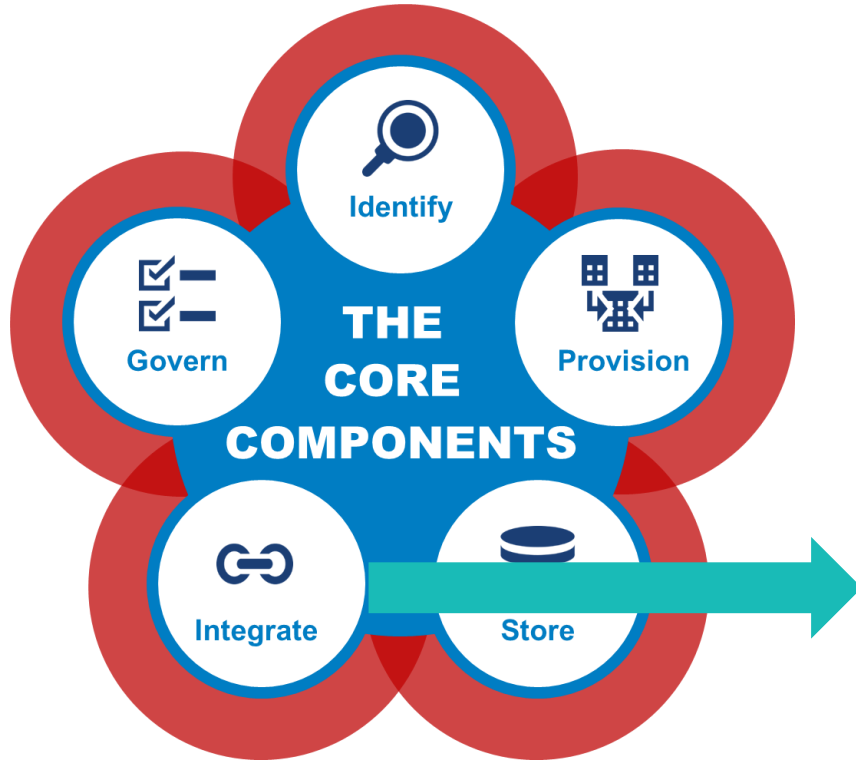 Identify
Govern
THE
CORE
COMPONENTS
Provision
Integrate
Store